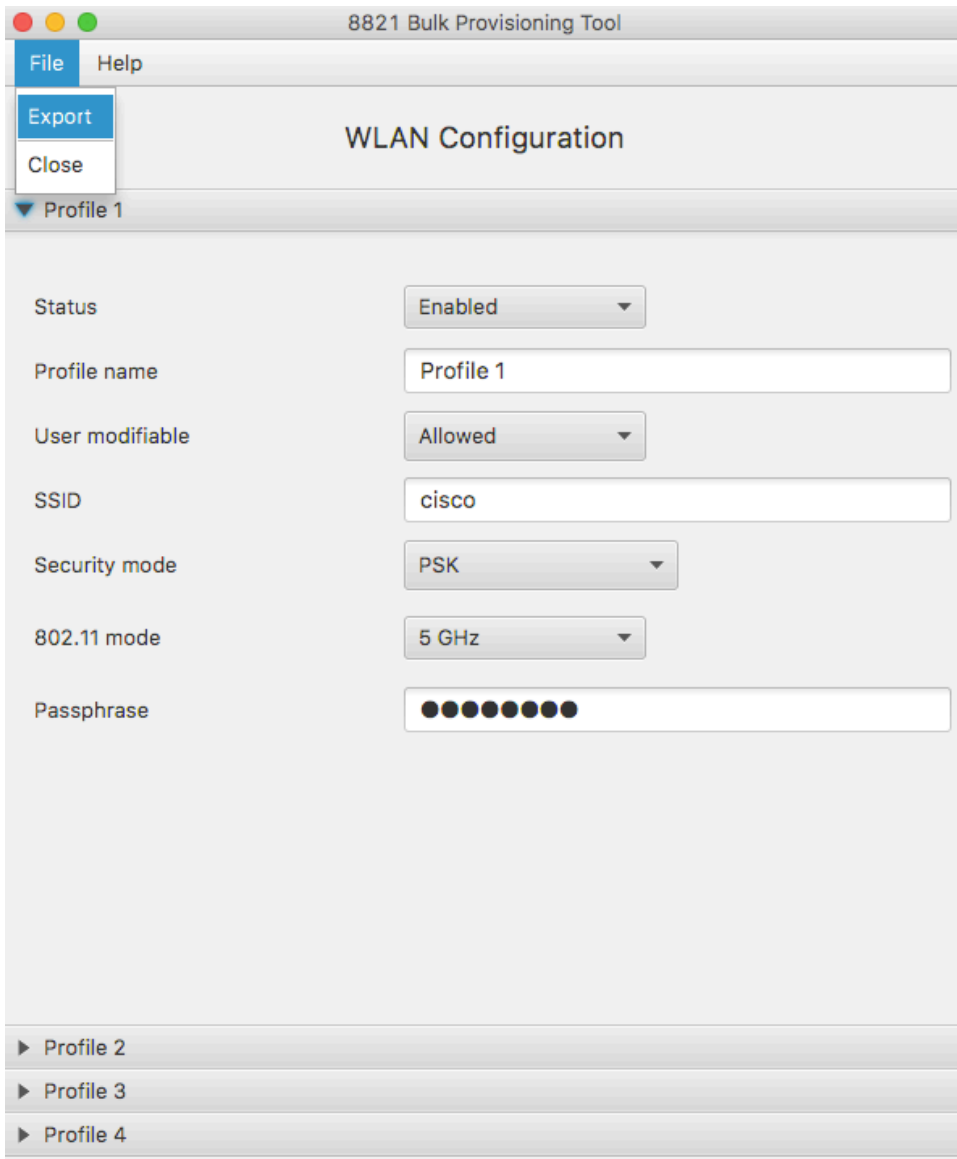 8821 Bulk Provisioning Tool
File Help
Export
WLAN Configuration
Close
Profile 1
Status Enabled
Profile name Profile 1
User modifiable Allowed
SSID cisco
Security mode PSK
802.11 mode 5 GHz
Passphrase ●●●●●●●●
Profile 2
Profile 3
Profile 4